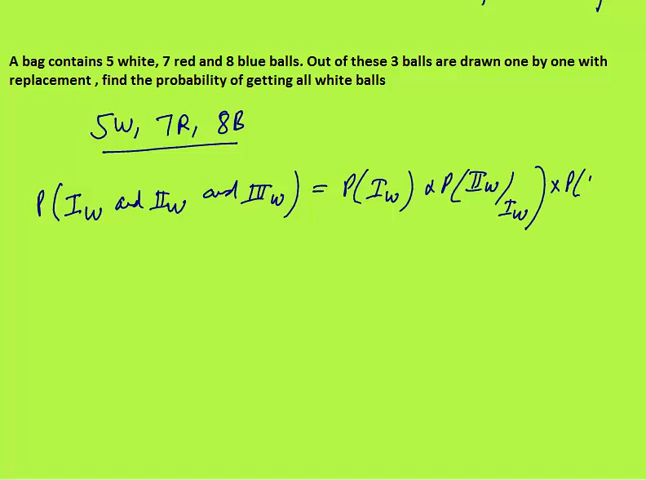 A bag contains 5 white, 7 red and 8 blue balls. Out of these 3 balls are drawn one by one with
replacement , find the probability of getting all white balls
5W, 7R, 8B
P(I_W and II_W and III_W) = P(I_W) × P(II_W/I_W) × P(